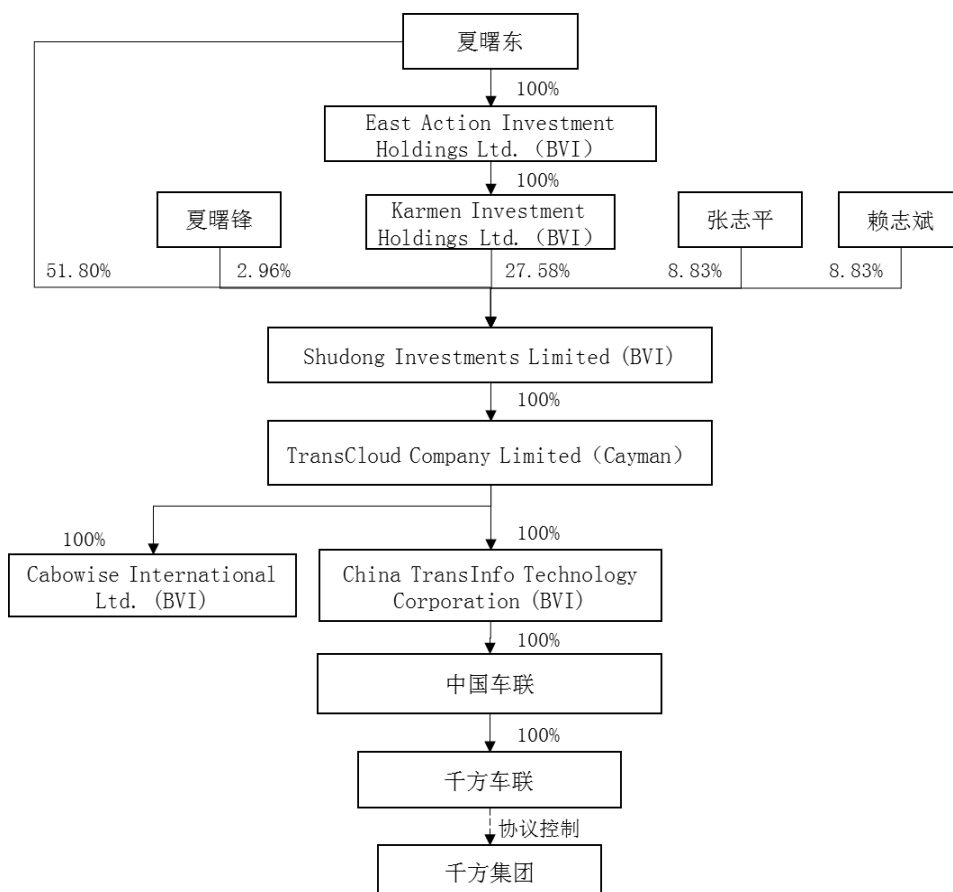 夏曙东
100%
East Action Investment
Holdings Ltd.（BVI）
100%
夏曙锋
Karmen Investment
Holdings Ltd.（BVI）
张志平
赖志斌
51.80%
2.96%
27.58%
8.83%
8.83%
Shudong Investments Limited (BVI)
100%
TransCloud Company Limited（Cayman）
100%
100%
Cabowise International
Ltd. (BVI)
China TransInfo Technology
Corporation (BVI)
100%
中国车联
100%
千方车联
协议控制
千方集团